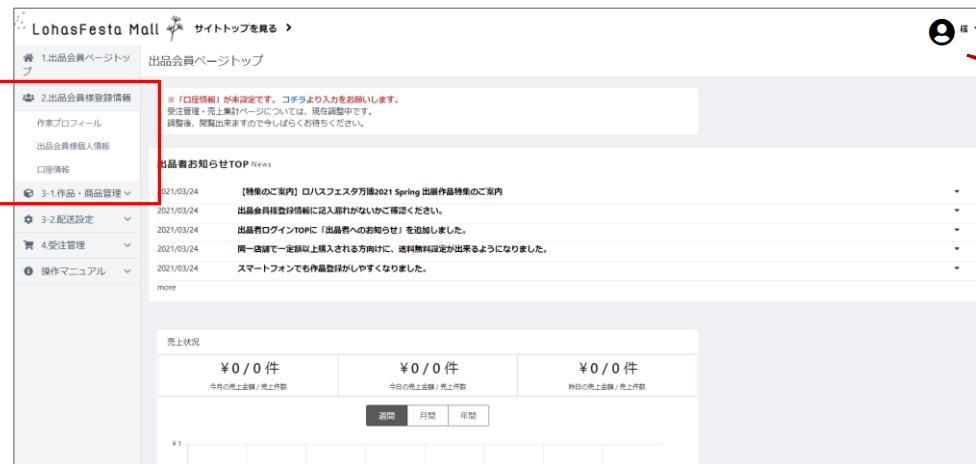 LohasFesta Mall サイトトップを見る
様
1.出品会員ページトッ
プ
2.出品会員様登録情報
作家プロフィール
出品会員様個人情報
口座情報
3-1.作品・商品管理
3-2.配送設定
4.受注管理
操作マニュアル
出品会員ページトップ
※「口座情報」が未設定です。 コチラより入力をお願いします。
受注管理・売上集計ページについては、現在調整中です。
調整後、閲覧出来ますので今しばらくお待ちください。
出品者お知らせTOP News
2021/03/24 【特集のご案内】ロハスフェスタ万博2021 Spring 出展作品特集のご案内
2021/03/24 出品会員様登録情報に記入漏れがないかご確認ください。
2021/03/24 出品者ログインTOPに「出品者へのお知らせ」を追加しました。
2021/03/24 同一店舗で一定額以上購入される方向けに、送料無料設定が出来るようになりました。
2021/03/24 スマートフォンでも作品登録がしやすくなりました。
more
売上状況
¥0 / 0 件 ¥0 / 0 件 ¥0 / 0 件
今月の売上金額 / 売上件数 今日の売上金額 / 売上件数 昨日の売上金額 / 売上件数
週間 月間 年間
¥1